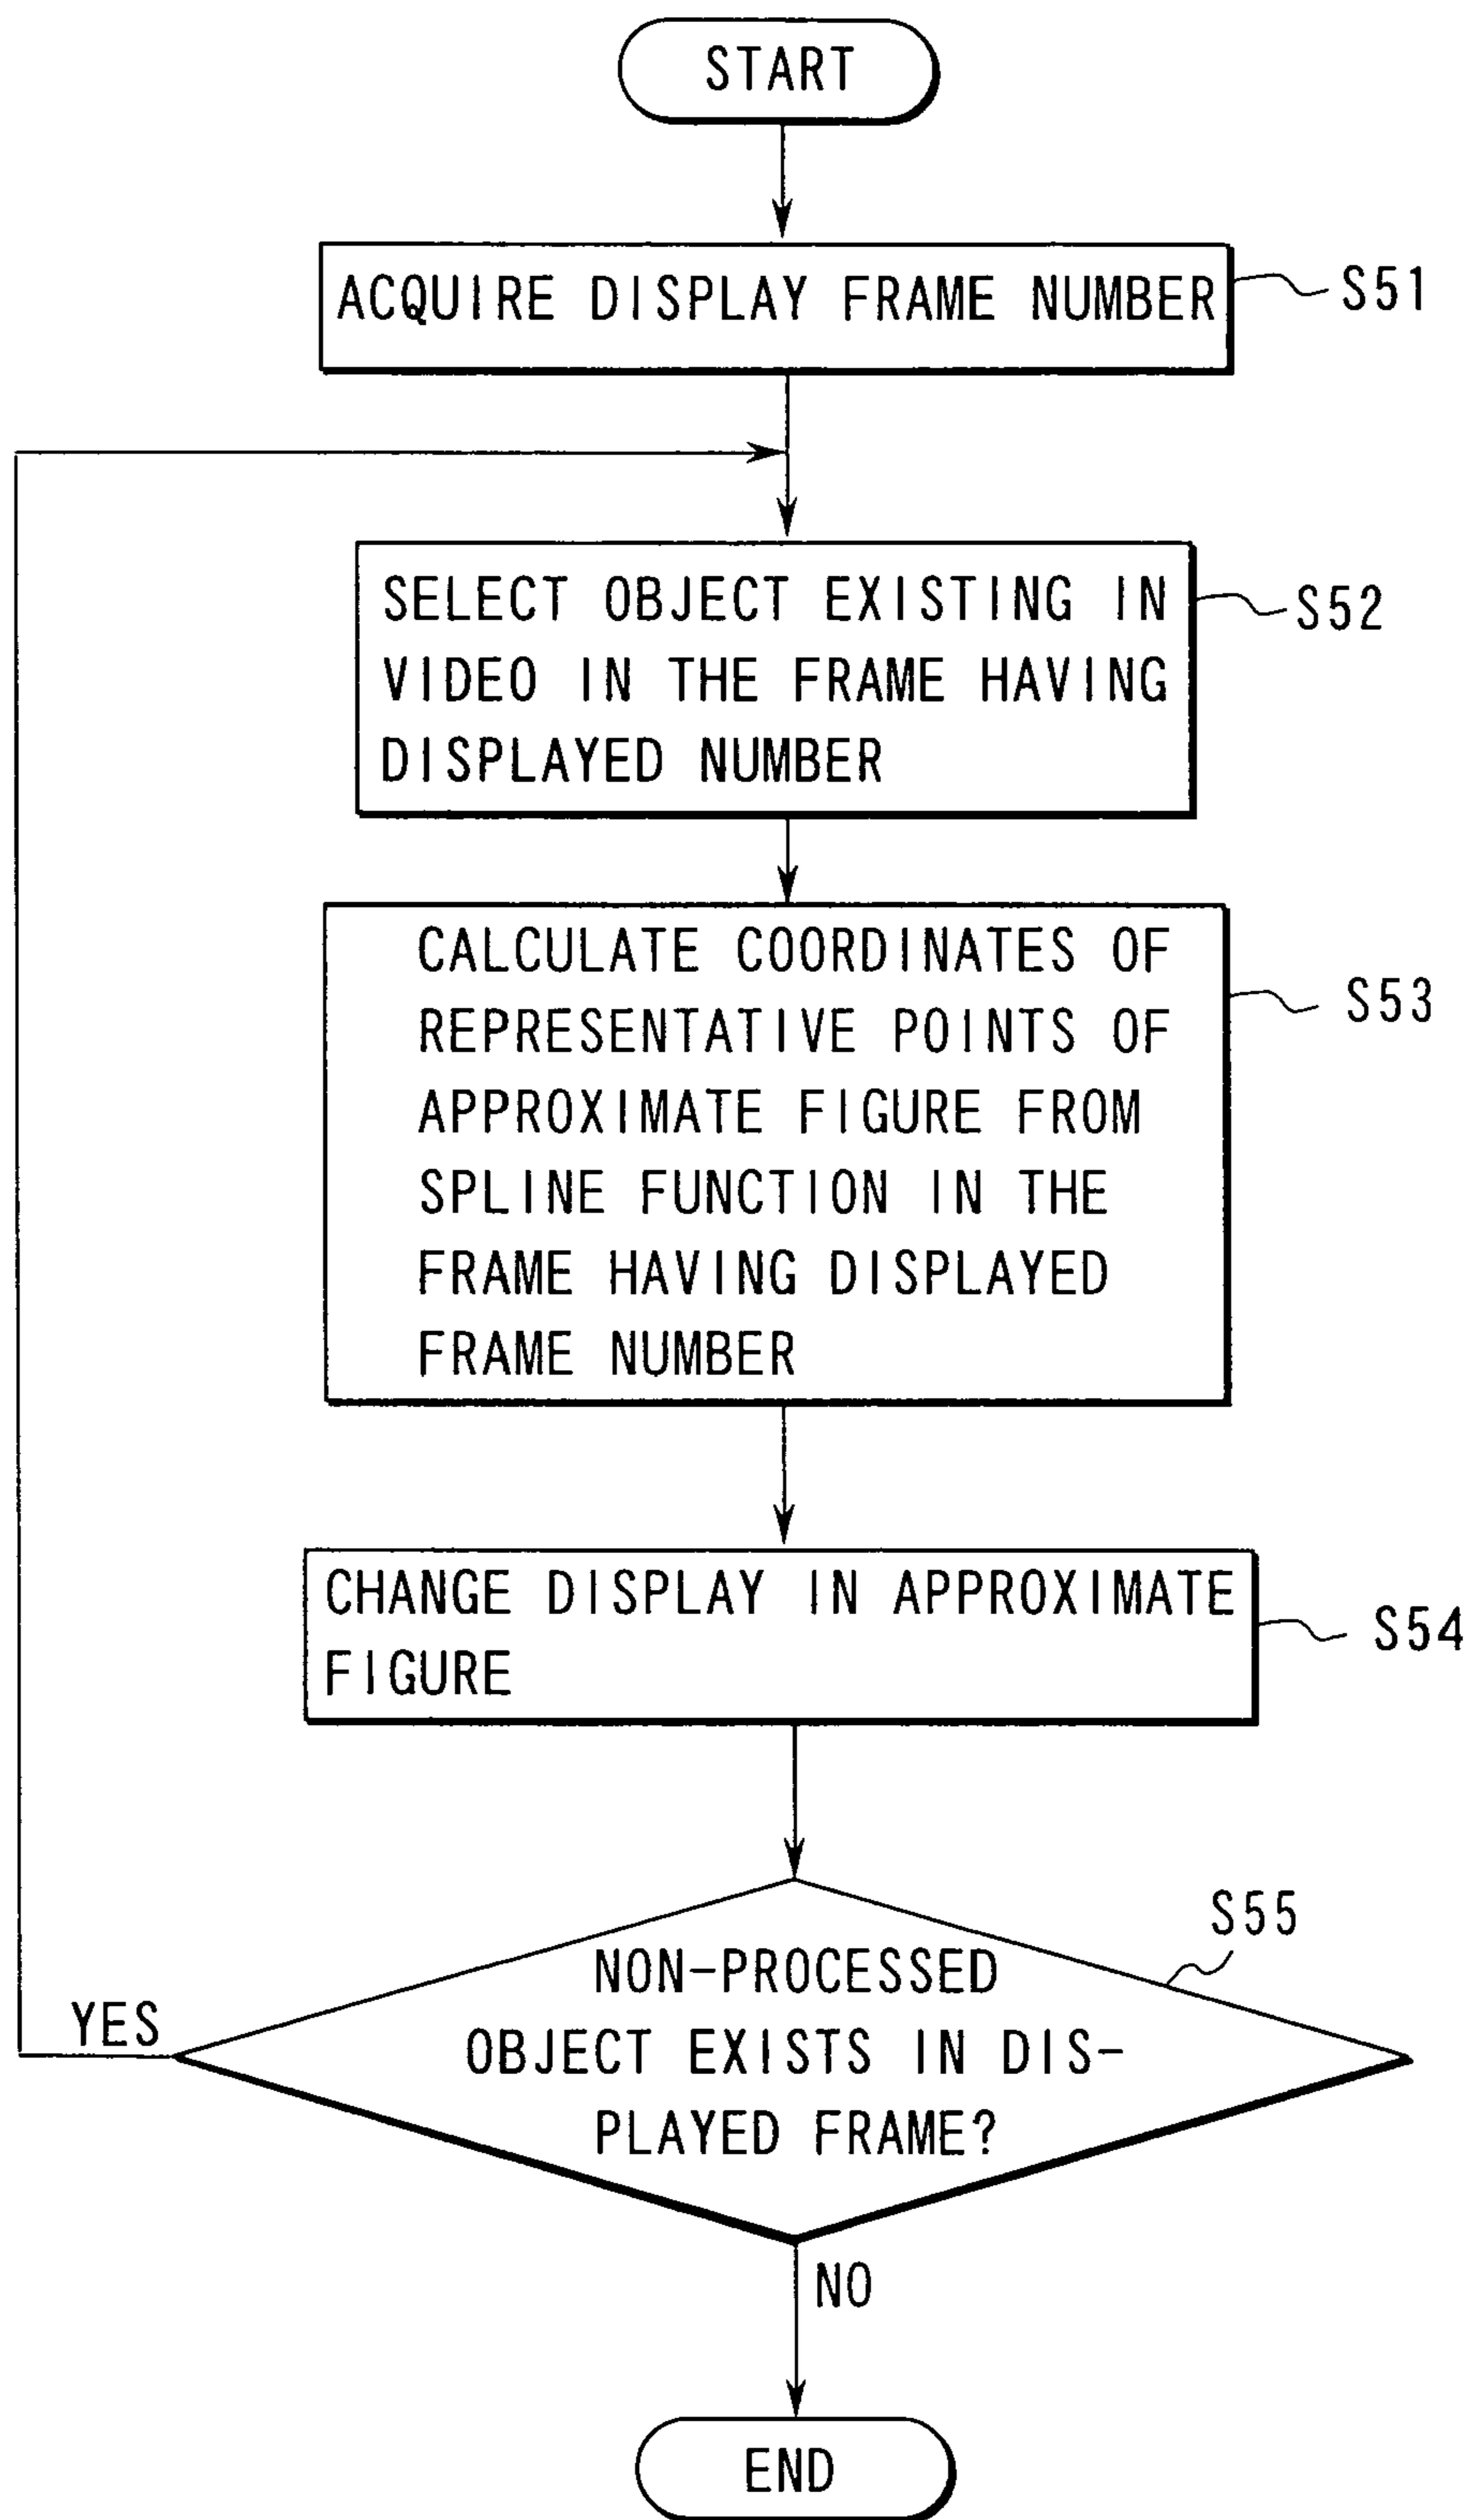 START
ACQUIRE DISPLAY FRAME NUMBER
S51
SELECT OBJECT EXISTING IN
VIDEO IN THE FRAME HAVING
DISPLAYED NUMBER
S52
CALCULATE COORDINATES OF
REPRESENTATIVE POINTS OF
APPROXIMATE FIGURE FROM
SPLINE FUNCTION IN THE
FRAME HAVING DISPLAYED
FRAME NUMBER
S53
CHANGE DISPLAY IN APPROXIMATE
FIGURE
S54
S55
NON-PROCESSED
OBJECT EXISTS IN DIS-
PLAYED FRAME?
YES
NO
END